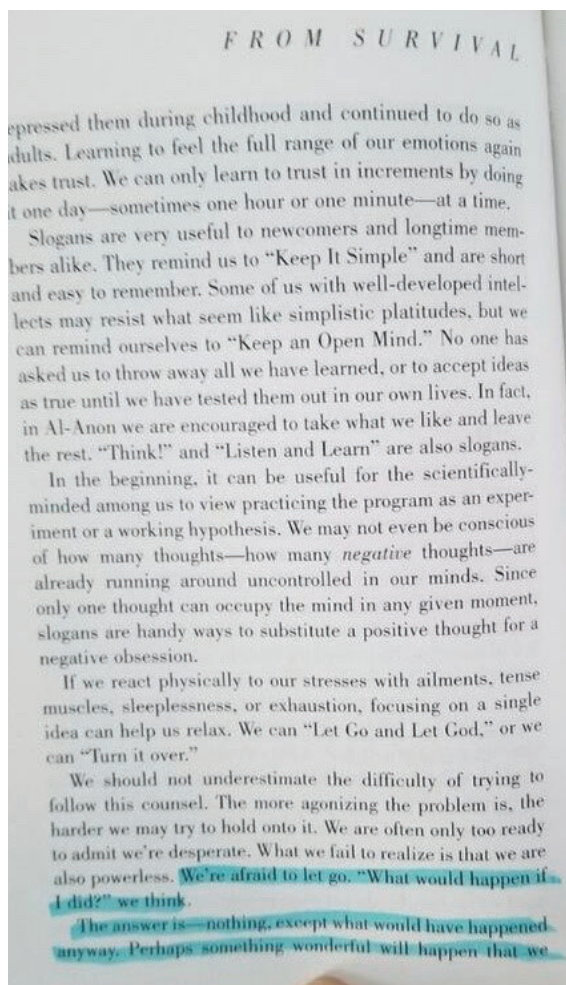 FROM SURVIVAL
epressed them during childhood and continued to do so as
dults. Learning to feel the full range of our emotions again
akes trust. We can only learn to trust in increments by doing
t one day—sometimes one hour or one minute—at a time.
Slogans are very useful to newcomers and longtime mem-
bers alike. They remind us to “Keep It Simple” and are short
and easy to remember. Some of us with well-developed intel-
lects may resist what seem like simplistic platitudes, but we
can remind ourselves to “Keep an Open Mind.” No one has
asked us to throw away all we have learned, or to accept ideas
as true until we have tested them out in our own lives. In fact,
in Al-Anon we are encouraged to take what we like and leave
the rest. “Think!” and “Listen and Learn” are also slogans.
In the beginning, it can be useful for the scientifically-
minded among us to view practicing the program as an exper-
iment or a working hypothesis. We may not even be conscious
of how many thoughts—how many negative thoughts—are
already running around uncontrolled in our minds. Since
only one thought can occupy the mind in any given moment,
slogans are handy ways to substitute a positive thought for a
negative obsession.
If we react physically to our stresses with ailments, tense
muscles, sleeplessness, or exhaustion, focusing on a single
idea can help us relax. We can “Let Go and Let God,” or we
can “Turn it over.”
We should not underestimate the difficulty of trying to
follow this counsel. The more agonizing the problem is, the
harder we may try to hold onto it. We are often only too ready
to admit we’re desperate. What we fail to realize is that we are
also powerless. We’re afraid to let go. “What would happen if
I did?” we think.
The answer is—nothing, except what would have happened
anyway. Perhaps something wonderful will happen that we